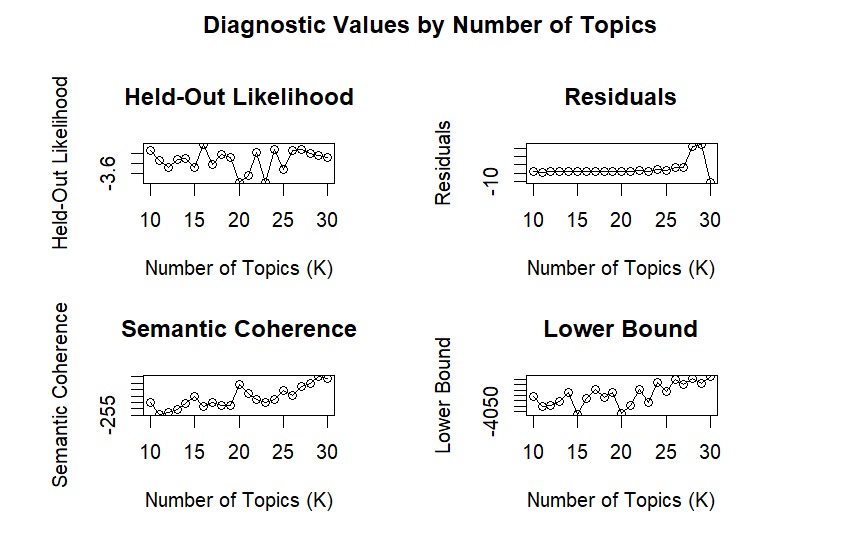 Diagnostic Values by Number of Topics
Held-Out Likelihood
Held-Out Likelihood
-3.6
10 15 20 25 30
Number of Topics (K)
Residuals
Residuals
-10
10 15 20 25 30
Number of Topics (K)
Semantic Coherence
Semantic Coherence
-255
10 15 20 25 30
Number of Topics (K)
Lower Bound
Lower Bound
-4050
10 15 20 25 30
Number of Topics (K)